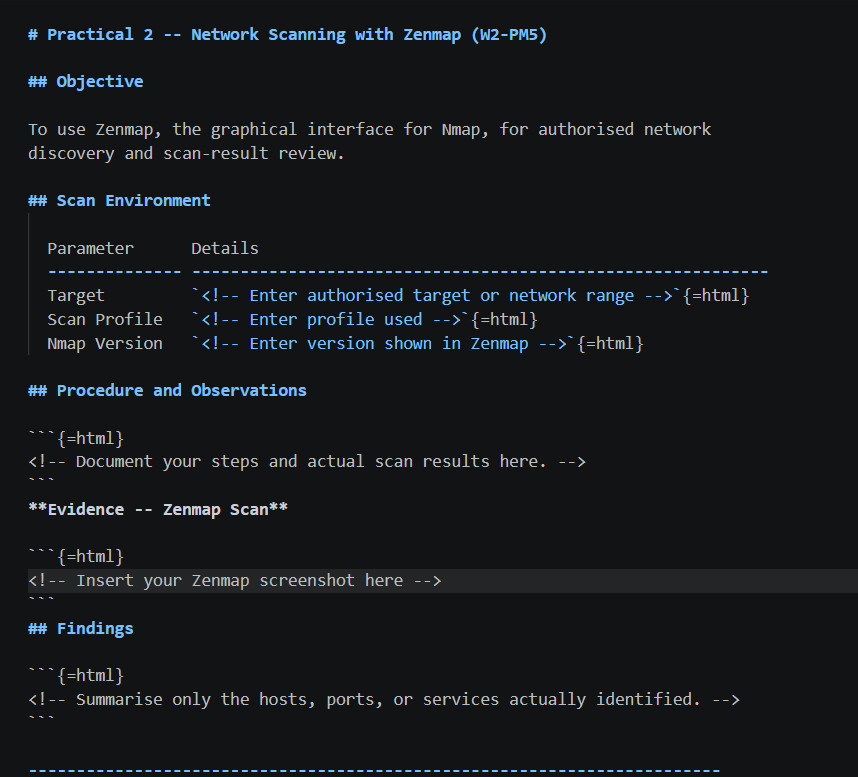 # Practical 2 -- Network Scanning with Zenmap (W2-PM5)
## Objective
To use Zenmap, the graphical interface for Nmap, for authorised network
discovery and scan-result review.
## Scan Environment
Parameter      Details
-------------- ------------------------------------------------------------
Target         `<!-- Enter authorised target or network range -->`{=html}
Scan Profile   `<!-- Enter profile used -->`{=html}
Nmap Version   `<!-- Enter version shown in Zenmap -->`{=html}
## Procedure and Observations
```{=html}
<!-- Document your steps and actual scan results here. -->
```
**Evidence -- Zenmap Scan**
```{=html}
<!-- Insert your Zenmap screenshot here -->
```
## Findings
```{=html}
<!-- Summarise only the hosts, ports, or services actually identified. -->
```
------------------------------------------------------------------------